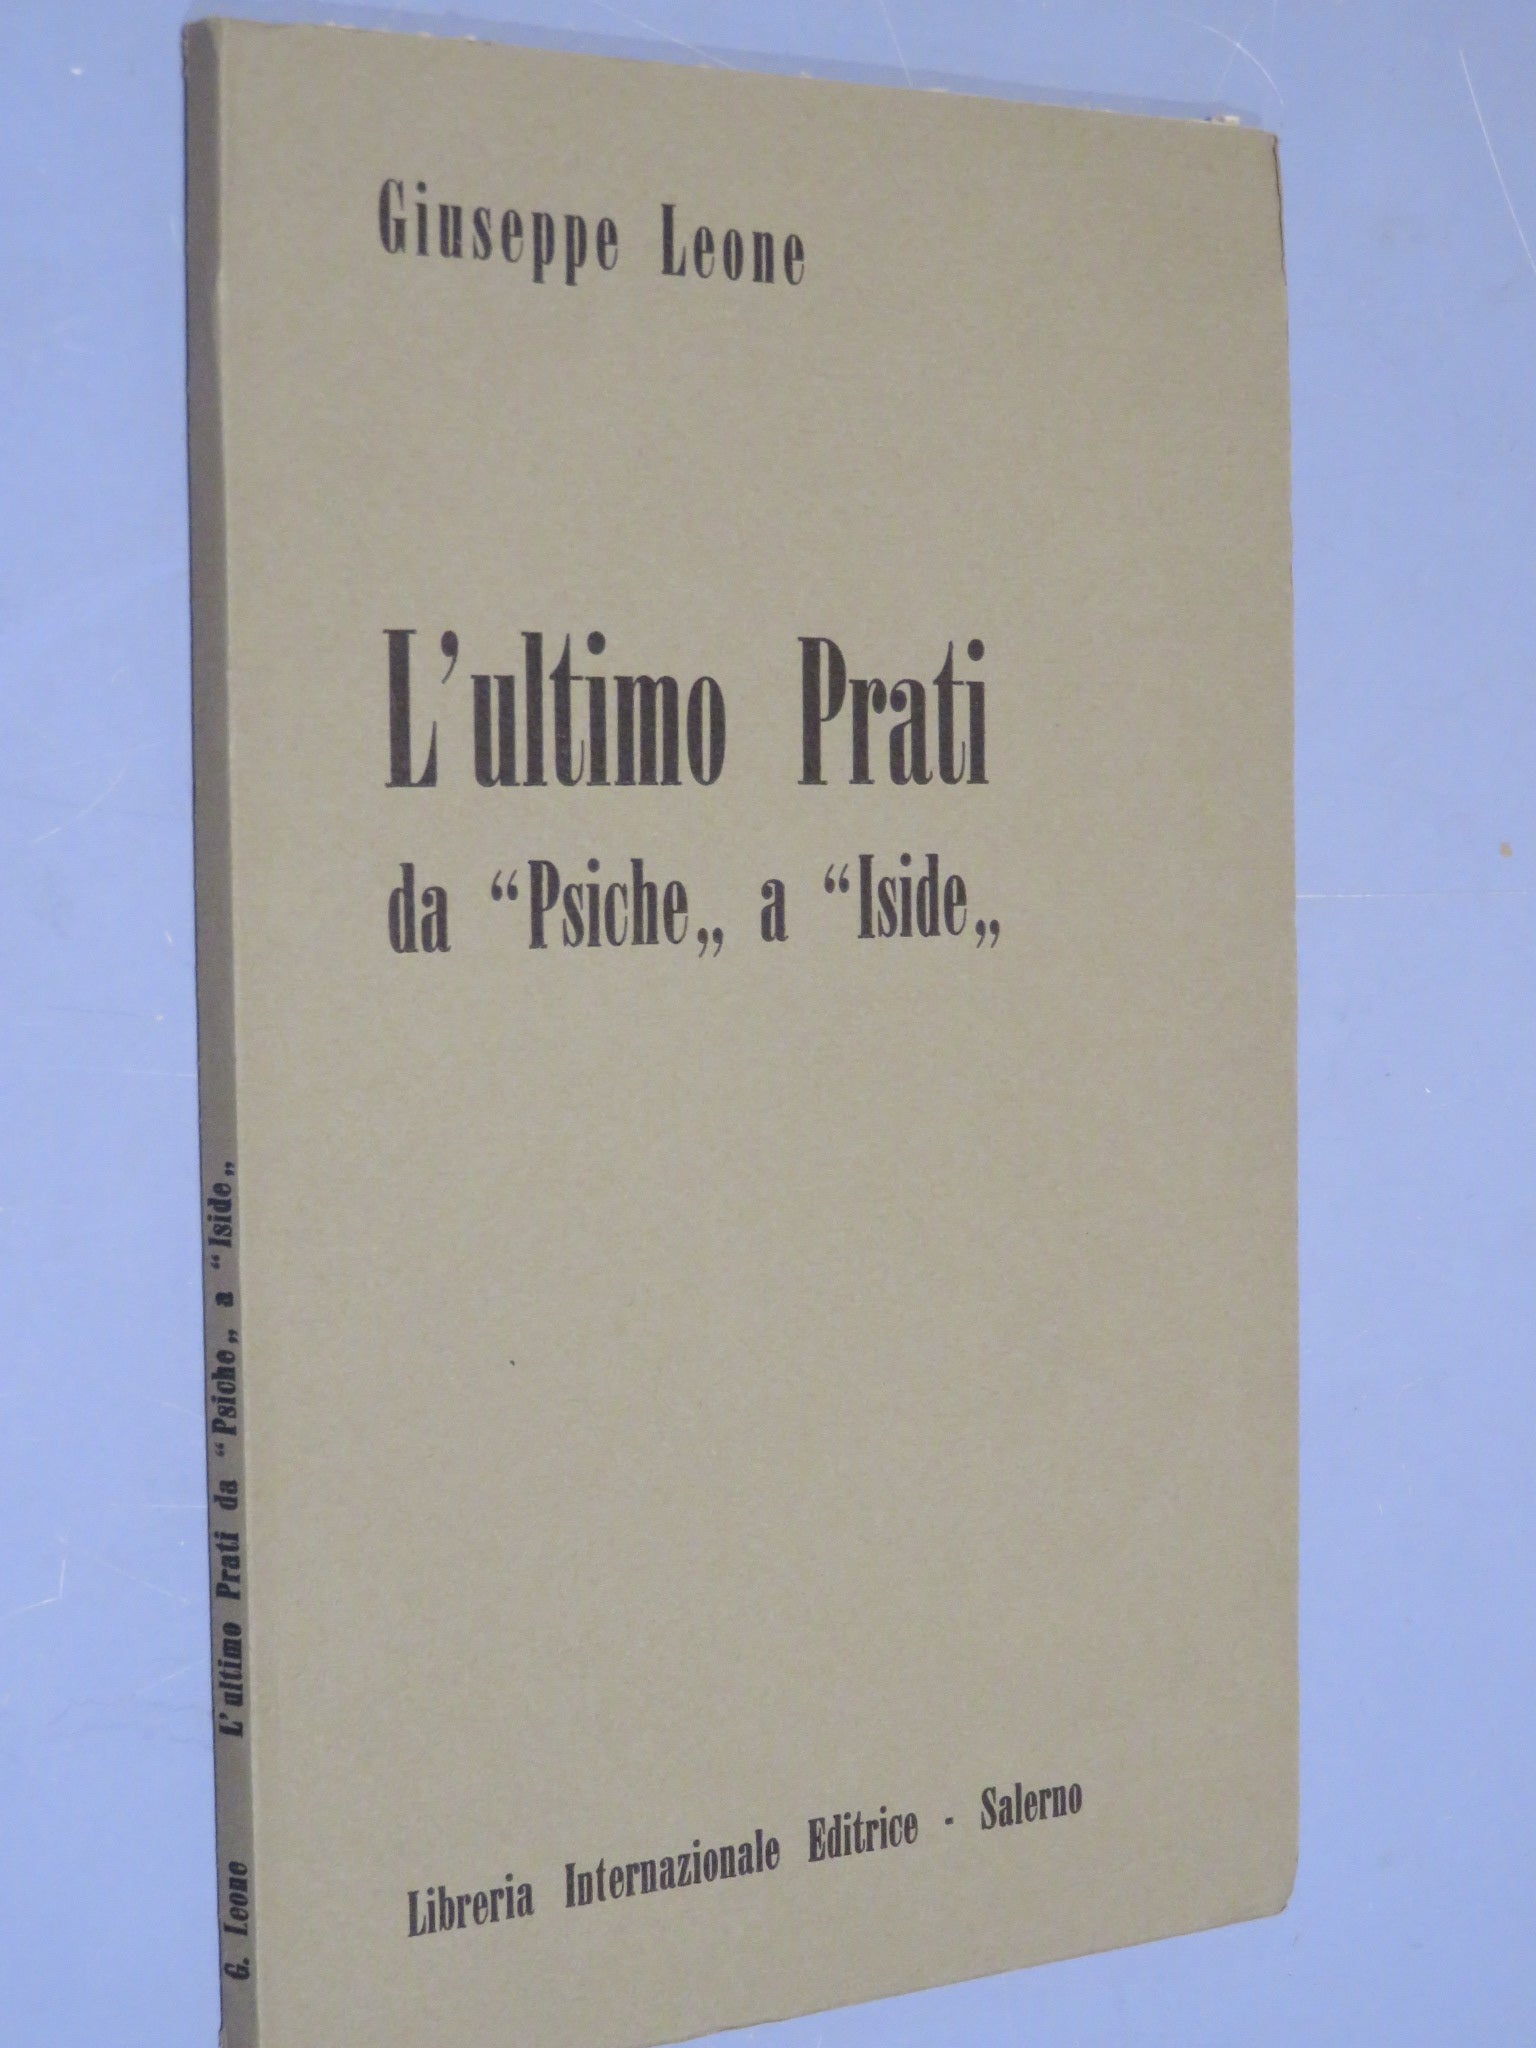 Giuseppe Leone
L'ultimo Prati
da “Psiche„ a “Iside„
Libreria Internazionale Editrice - Salerno
G. Leone L'ultimo Prati da “Psiche„ a “Iside„